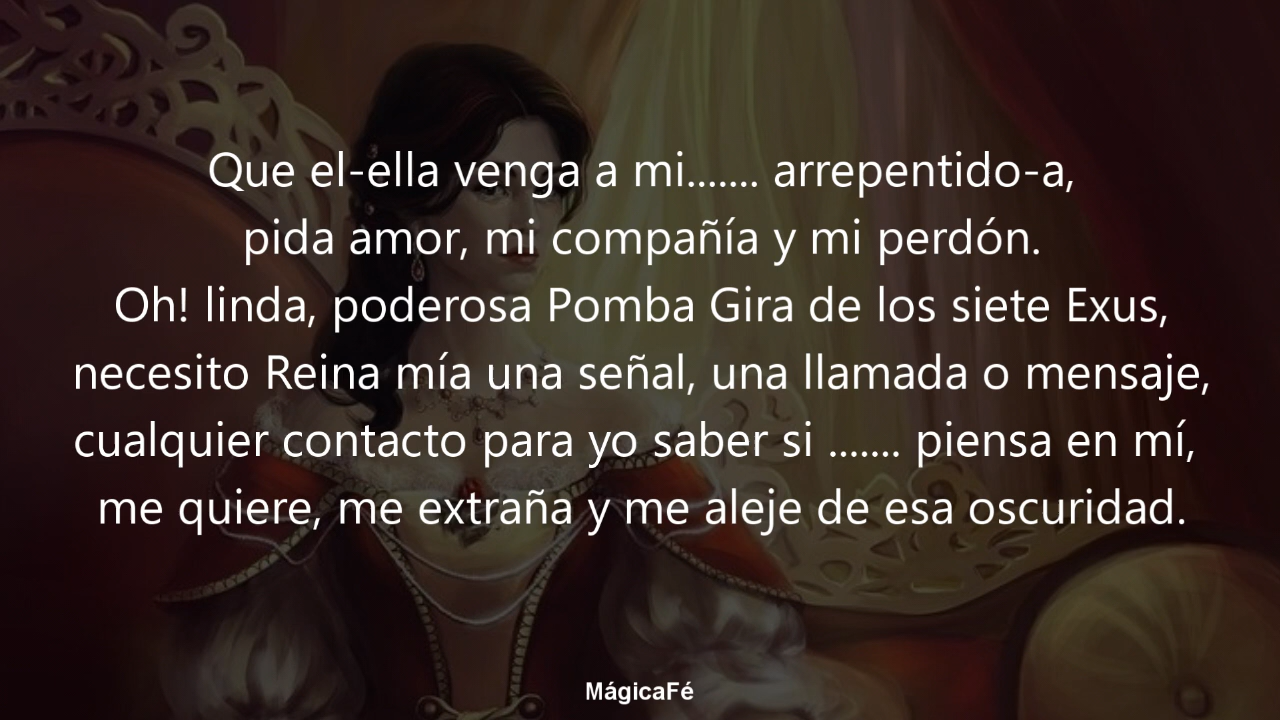 Que el-ella venga a mi....... arrepentido-a,
pida amor, mi compañía y mi perdón.
Oh! linda, poderosa Pomba Gira de los siete Exus,
necesito Reina mía una señal, una llamada o mensaje,
cualquier contacto para yo saber si ....... piensa en mí,
me quiere, me extraña y me aleje de esa oscuridad.
MágicaFé